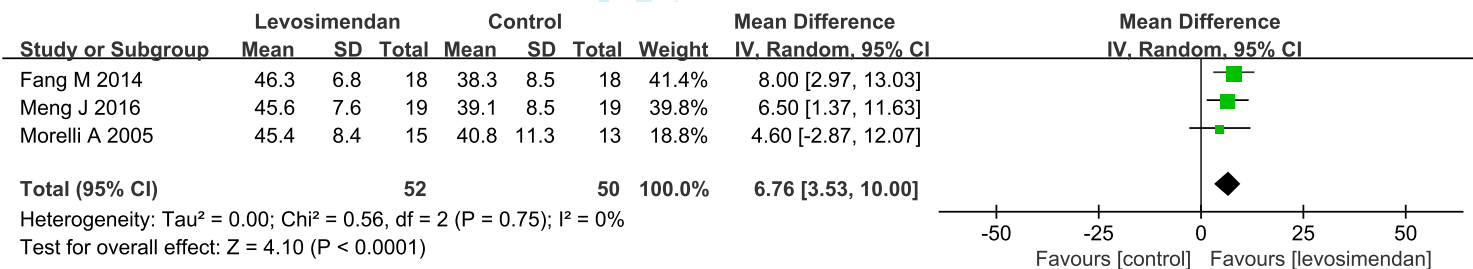 Levosimendan Control Mean Difference Mean Difference
Study or Subgroup Mean SD Total Mean SD Total Weight IV, Random, 95% CI IV, Random, 95% CI
Fang M 2014 46.3 6.8 18 38.3 8.5 18 41.4% 8.00 [2.97, 13.03]
Meng J 2016 45.6 7.6 19 39.1 8.5 19 39.8% 6.50 [1.37, 11.63]
Morelli A 2005 45.4 8.4 15 40.8 11.3 13 18.8% 4.60 [-2.87, 12.07]
Total (95% CI) 52 50 100.0% 6.76 [3.53, 10.00]
Heterogeneity: Tau² = 0.00; Chi² = 0.56, df = 2 (P = 0.75); I² = 0%
Test for overall effect: Z = 4.10 (P < 0.0001)
-50 -25 0 25 50
Favours [control] Favours [levosimendan]